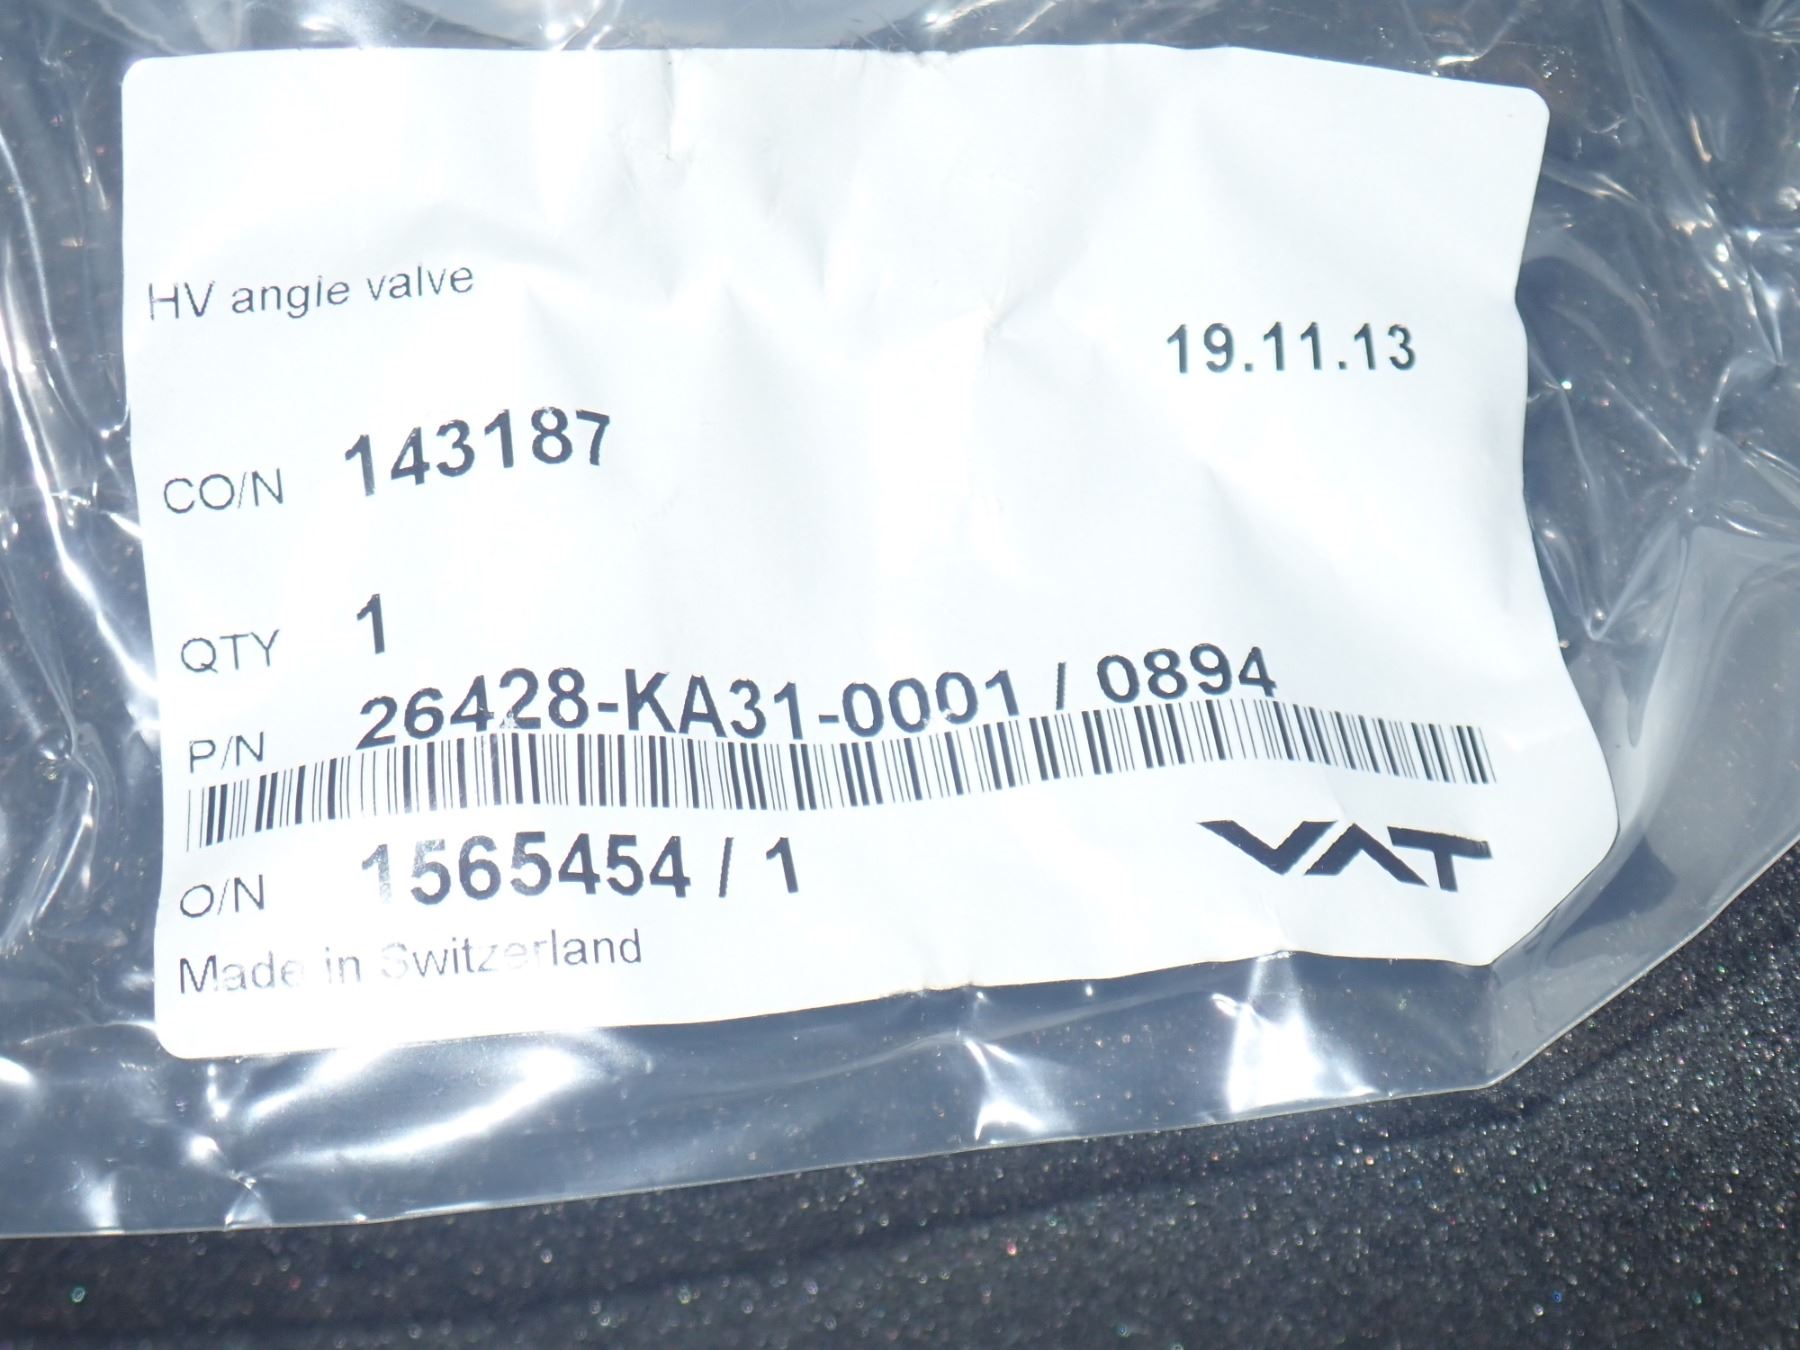 HV angle valve
19.11.13
CO/N 143187
QTY 1
P/N 26428-KA31-0001 / 0894
O/N 1565454 / 1
VAT
Made in Switzerland